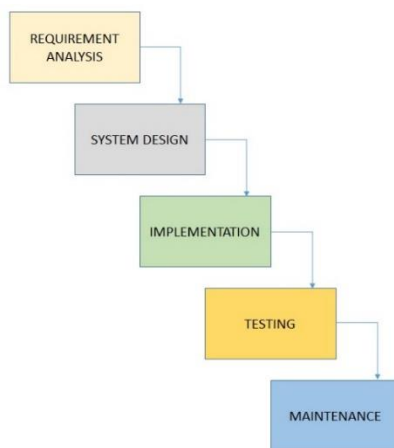 REQUIREMENT
ANALYSIS
SYSTEM DESIGN
IMPLEMENTATION
TESTING
MAINTENANCE